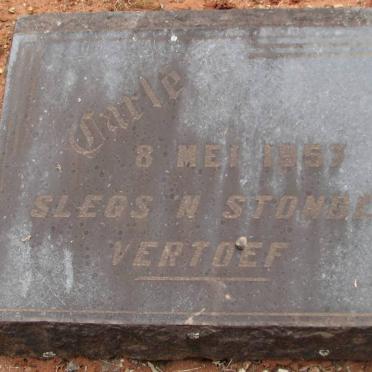 Carle
8 MEI 1957
SLEGS 'N STONDE
VERTOEF